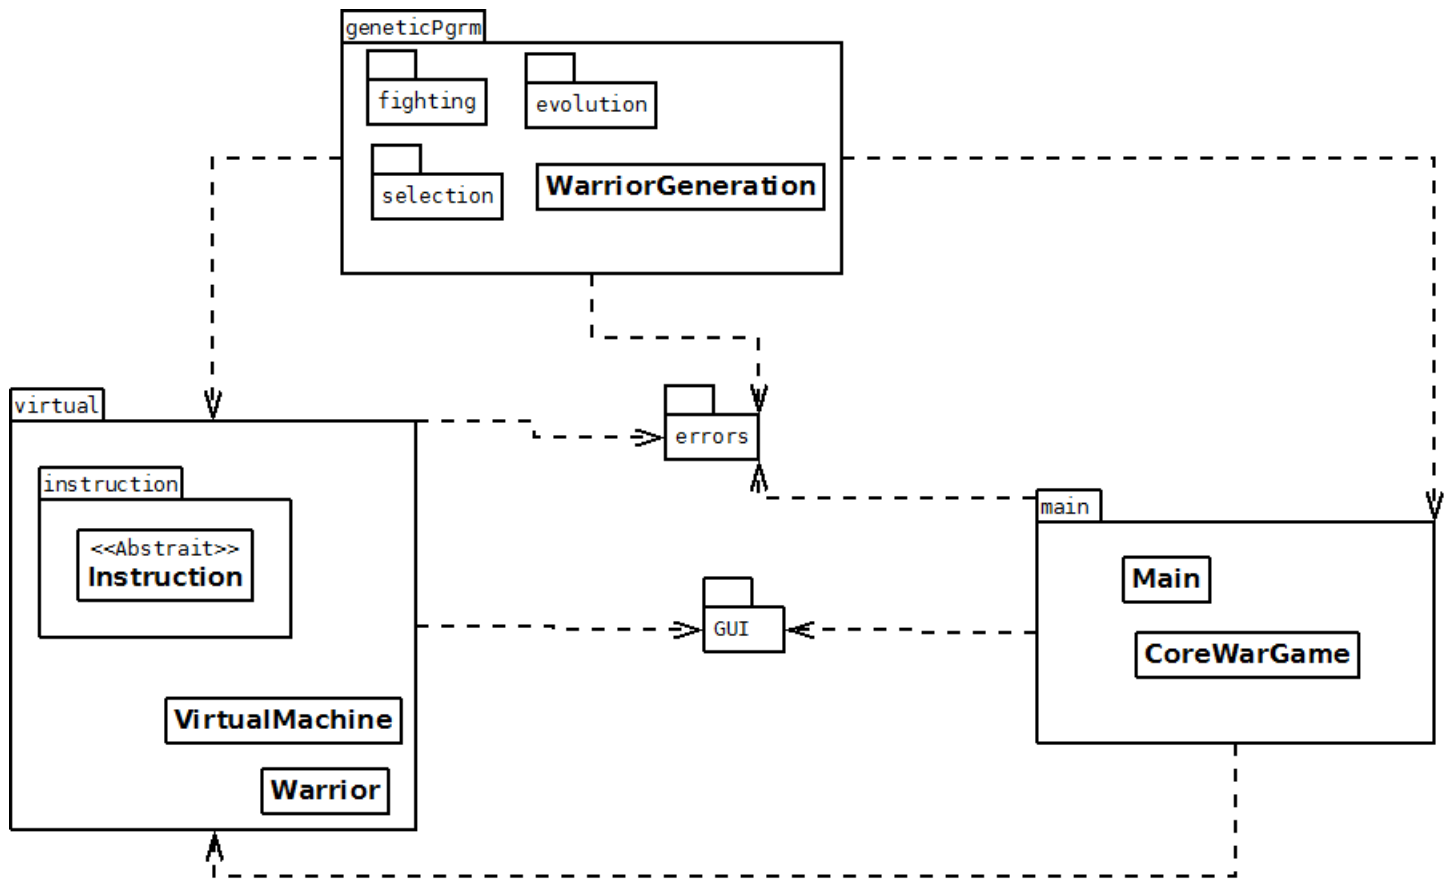 geneticPgrm
fighting
evolution
selection
WarriorGeneration
virtual
errors
instruction
<<Abstrait>>
Instruction
main
Main
GUI
CoreWarGame
VirtualMachine
Warrior